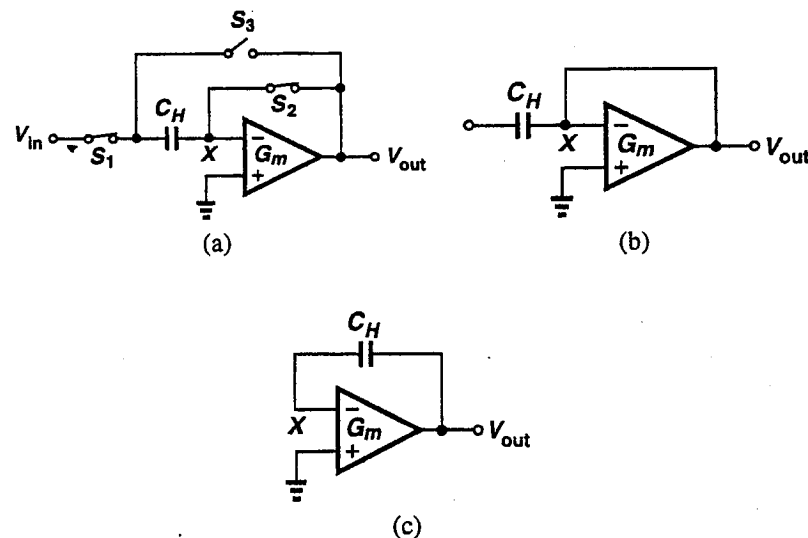 S3
CH
S2
Vin
S1
X
−
Gm
+
Vout
(a)
CH
X
−
Gm
+
Vout
(b)
CH
X
−
Gm
+
Vout
(c)